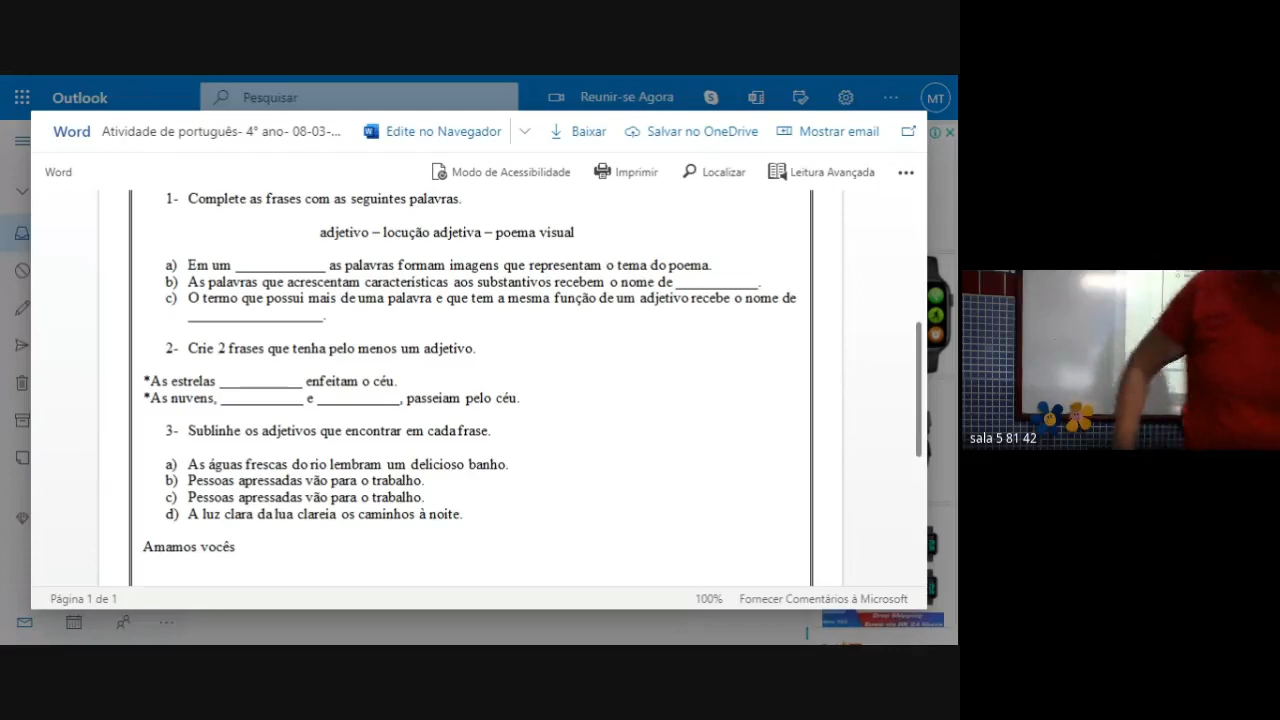 Outlook
Pesquisar
Reunir-se Agora
MT
Word
Atividade de português- 4° ano- 08-03-...
Edite no Navegador
Baixar
Salvar no OneDrive
Mostrar email
Word
Modo de Acessibilidade
Imprimir
Localizar
Leitura Avançada
1- Complete as frases com as seguintes palavras.
adjetivo – locução adjetiva – poema visual
a) Em um ____________ as palavras formam imagens que representam o tema do poema.
b) As palavras que acrescentam características aos substantivos recebem o nome de ___________.
c) O termo que possui mais de uma palavra e que tem a mesma função de um adjetivo recebe o nome de
__________________.
2- Crie 2 frases que tenha pelo menos um adjetivo.
*As estrelas ___________ enfeitam o céu.
*As nuvens, ___________ e ___________, passeiam pelo céu.
3- Sublinhe os adjetivos que encontrar em cada frase.
a) As águas frescas do rio lembram um delicioso banho.
b) Pessoas apressadas vão para o trabalho.
c) Pessoas apressadas vão para o trabalho.
d) A luz clara da lua clareia os caminhos à noite.
Amamos vocês
Página 1 de 1
100%
Fornecer Comentários à Microsoft
sala 5 81 42